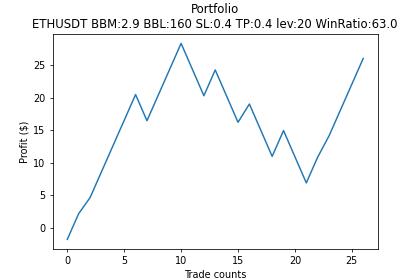 Portfolio
ETHUSDT BBM:2.9 BBL:160 SL:0.4 TP:0.4 lev:20 WinRatio:63.0
25
20
15
10
5
0
Profit ($)
0 5 10 15 20 25
Trade counts